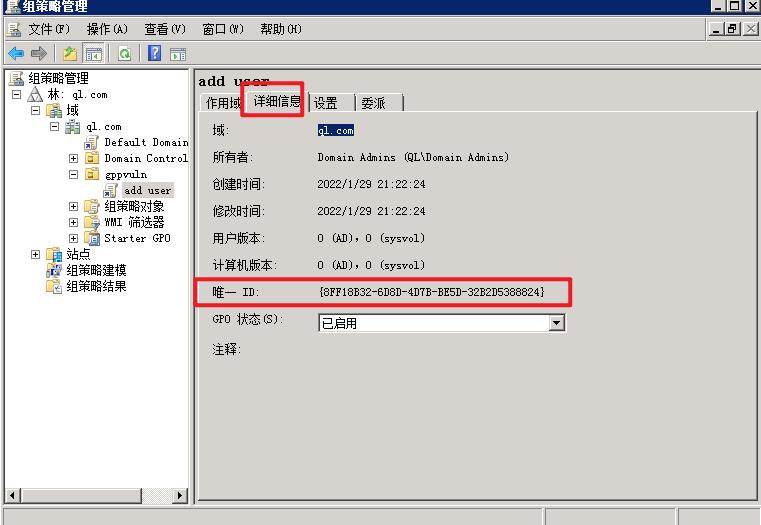 组策略管理
文件(F) 操作(A) 查看(V) 窗口(W) 帮助(H)
组策略管理
林: ql.com
域
ql.com
Default Domain
Domain Control
gppvuln
add user
组策略对象
WMI 筛选器
Starter GPO
站点
组策略建模
组策略结果
add user
作用域 详细信息 设置 委派
域: ql.com
所有者: Domain Admins (QL\Domain Admins)
创建时间: 2022/1/29 21:22:24
修改时间: 2022/1/29 21:22:24
用户版本: 0 (AD), 0 (sysvol)
计算机版本: 0 (AD), 0 (sysvol)
唯一 ID: {8FF18B32-6D8D-4D7B-BE5D-32B2D5388824}
GPO 状态(S): 已启用
注释: